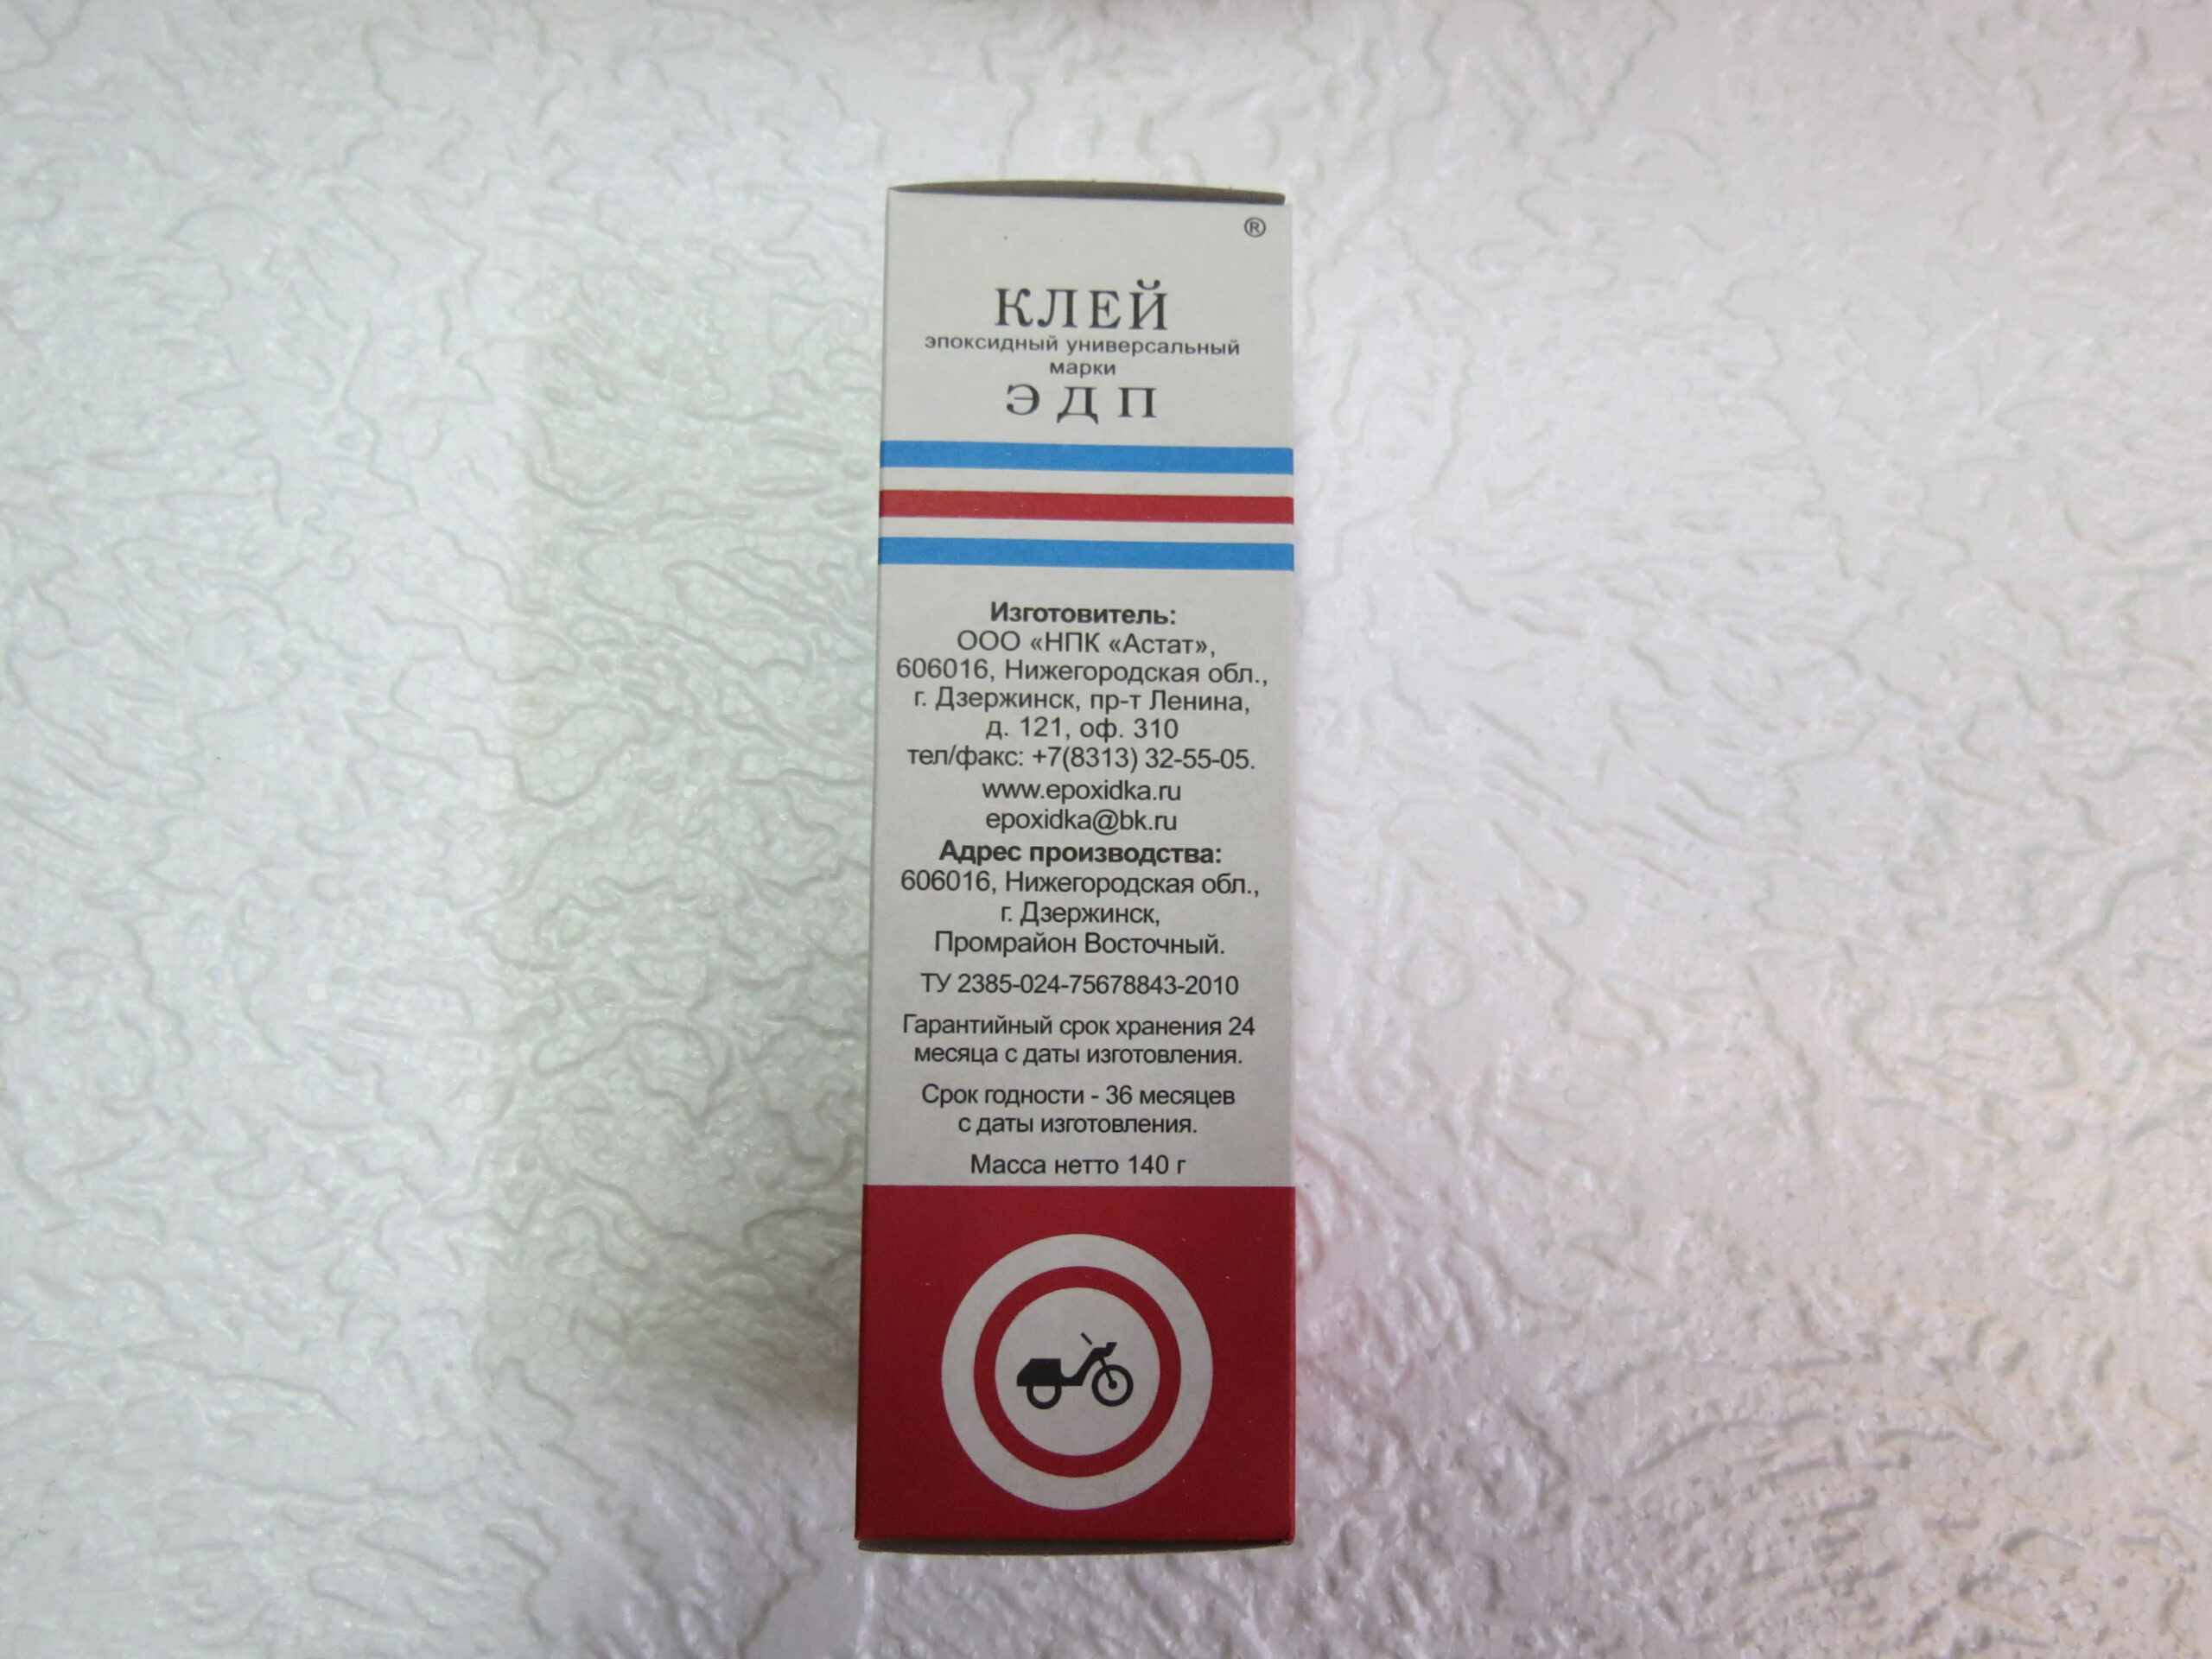 ®
КЛЕЙ
эпоксидный универсальный
марки
ЭДП
Изготовитель:
ООО «НПК «Астат»,
606016, Нижегородская обл.,
г. Дзержинск, пр-т Ленина,
д. 121, оф. 310
тел/факс: +7(8313) 32-55-05.
www.epoxidka.ru
epoxidka@bk.ru
Адрес производства:
606016, Нижегородская обл.,
г. Дзержинск,
Промрайон Восточный.
ТУ 2385-024-75678843-2010
Гарантийный срок хранения 24
месяца с даты изготовления.
Срок годности - 36 месяцев
с даты изготовления.
Масса нетто 140 г